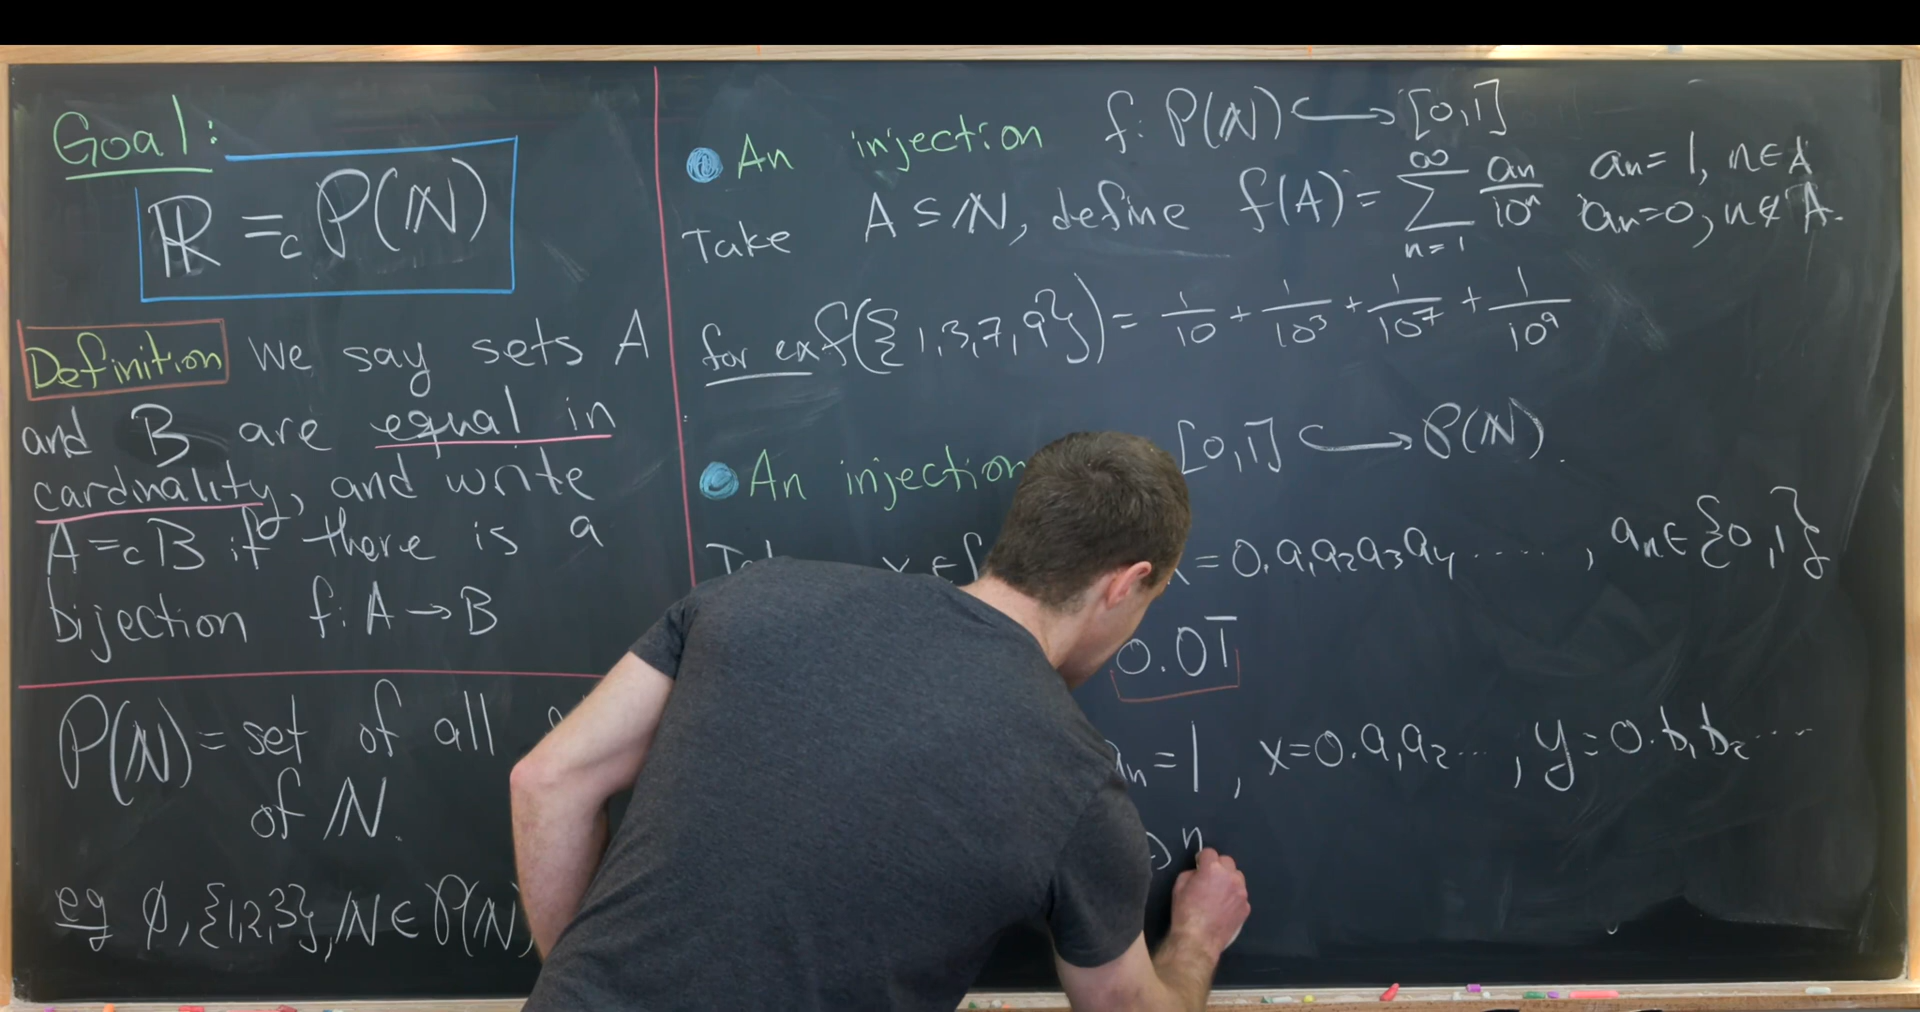 Goal:
ℝ =c P(ℕ)
Definition We say sets A
and B are equal in
cardinality, and write
A =c B if there is a
bijection f: A → B
P(ℕ) = set of all
of ℕ.
eg ∅, {1,2,3}, ℕ ∈ P(ℕ)
An injection f: P(ℕ) ↪ [0,1]
Take A ⊆ ℕ, define f(A) = ∑_{n=1}^{∞} aₙ/10ⁿ aₙ = 1, n ∈ A
aₙ = 0, n ∉ A.
for ex f({1,3,7,9}) = 1/10 + 1/10³ + 1/10⁷ + 1/10⁹
An injection [0,1] ↪ P(ℕ).
x ∈ = 0.a₁a₂a₃a₄ ....., aₙ ∈ {0,1}
0.01̅
aₙ = 1, x = 0.a₁a₂..., y = 0.b₁b₂...
n